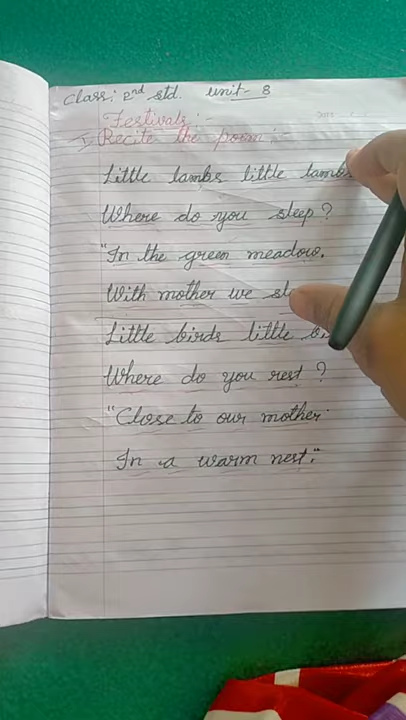 Class: 2nd std. unit - 8
Festivals :-
I. Recite the poem :-
Little lambs little lambs
Where do you sleep?
"In the green meadow.
With mother we
Little birds little
Where do you rest?
"Close to our mother
In a warm nest."